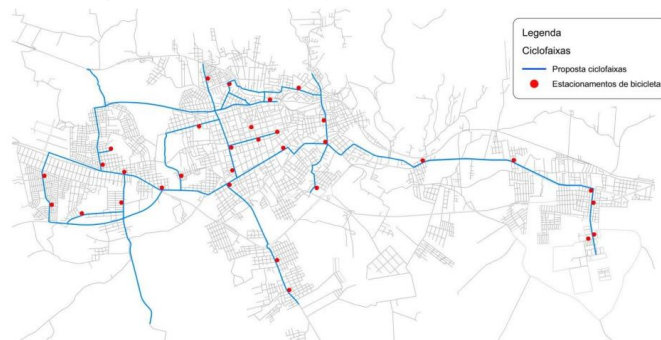 Legenda
Ciclofaixas
Proposta ciclofaixas
Estacionamentos de bicicleta